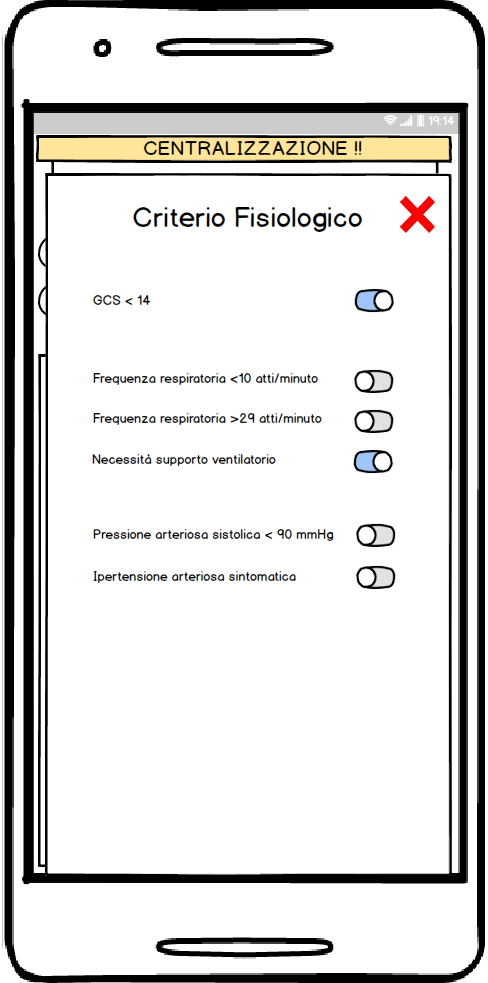 19:14
CENTRALIZZAZIONE !!
Criterio Fisiologico
GCS < 14
Frequenza respiratoria <10 atti/minuto
Frequenza respiratoria >29 atti/minuto
Necessità supporto ventilatorio
Pressione arteriosa sistolica < 90 mmHg
Ipertensione arteriosa sintomatica